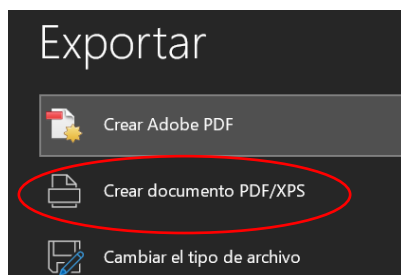 Exportar
Crear Adobe PDF
Crear documento PDF/XPS
Cambiar el tipo de archivo